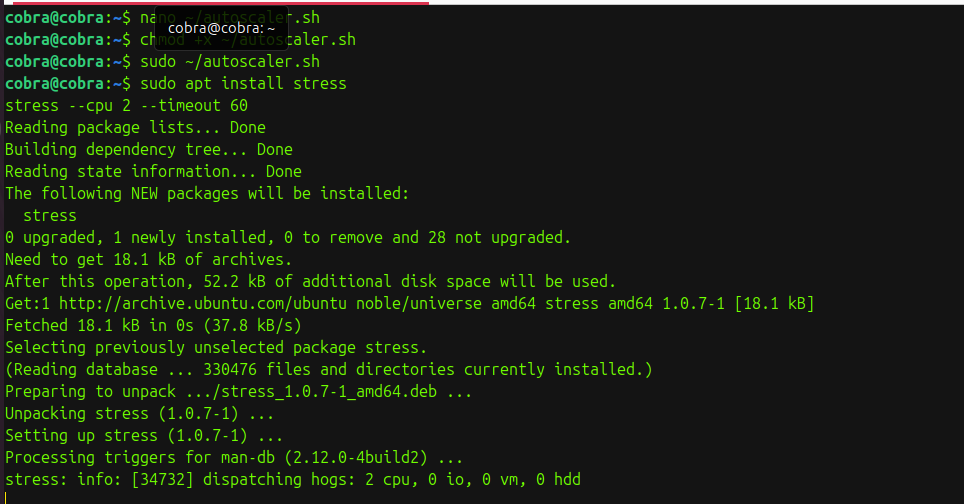 cobra@cobra:~$ nano ~/autoscaler.sh
cobra@cobra: ~
cobra@cobra:~$ chmod +x ~/autoscaler.sh
cobra@cobra:~$ sudo ~/autoscaler.sh
cobra@cobra:~$ sudo apt install stress
stress --cpu 2 --timeout 60
Reading package lists... Done
Building dependency tree... Done
Reading state information... Done
The following NEW packages will be installed:
  stress
0 upgraded, 1 newly installed, 0 to remove and 28 not upgraded.
Need to get 18.1 kB of archives.
After this operation, 52.2 kB of additional disk space will be used.
Get:1 http://archive.ubuntu.com/ubuntu noble/universe amd64 stress amd64 1.0.7-1 [18.1 kB]
Fetched 18.1 kB in 0s (37.8 kB/s)
Selecting previously unselected package stress.
(Reading database ... 330476 files and directories currently installed.)
Preparing to unpack .../stress_1.0.7-1_amd64.deb ...
Unpacking stress (1.0.7-1) ...
Setting up stress (1.0.7-1) ...
Processing triggers for man-db (2.12.0-4build2) ...
stress: info: [34732] dispatching hogs: 2 cpu, 0 io, 0 vm, 0 hdd